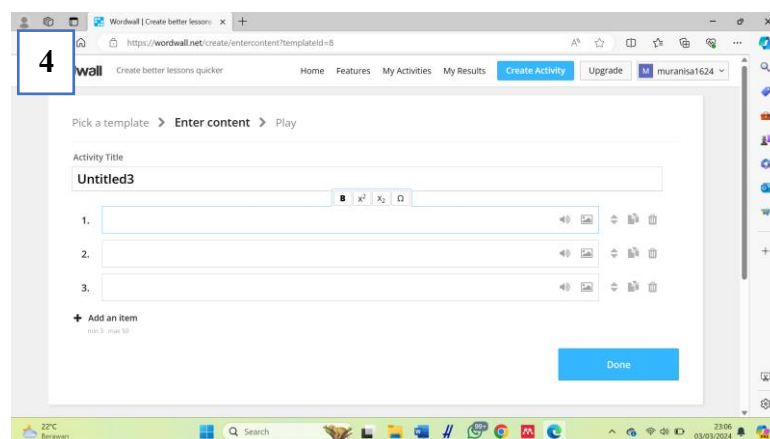 Wordwall | Create better lessons
https://wordwall.net/create/entercontent?templateId=8
4
wall Create better lessons quicker Home Features My Activities My Results Create Activity Upgrade M muranisa1624
Pick a template > Enter content > Play
Activity Title
Untitled3
B x² x₂ Ω
1.
2.
3.
+ Add an item
max 50
Done
22°C
Berawan
Search
99+
23:06
03/03/2024